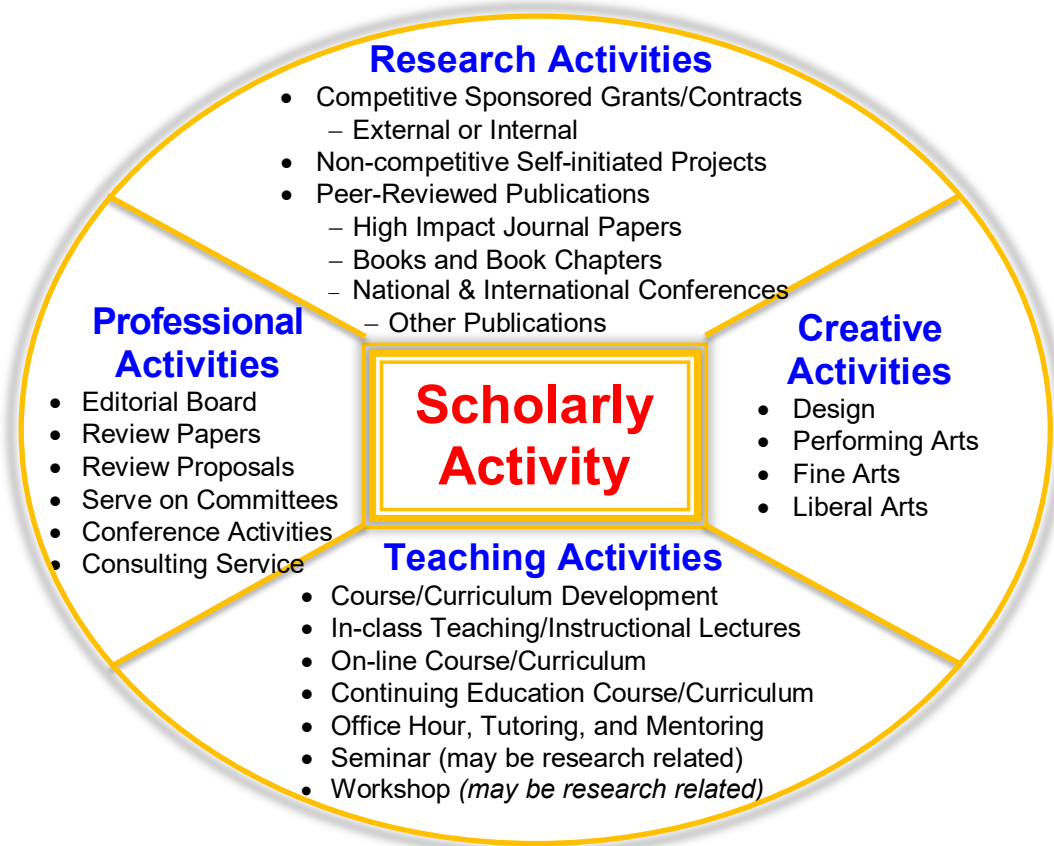 Research Activities
• Competitive Sponsored Grants/Contracts
– External or Internal
• Non-competitive Self-initiated Projects
• Peer-Reviewed Publications
– High Impact Journal Papers
– Books and Book Chapters
– National & International Conferences
– Other Publications
Professional
Activities
• Editorial Board
• Review Papers
• Review Proposals
• Serve on Committees
• Conference Activities
• Consulting Service
Scholarly
Activity
Creative
Activities
• Design
• Performing Arts
• Fine Arts
• Liberal Arts
Teaching Activities
• Course/Curriculum Development
• In-class Teaching/Instructional Lectures
• On-line Course/Curriculum
• Continuing Education Course/Curriculum
• Office Hour, Tutoring, and Mentoring
• Seminar (may be research related)
• Workshop (may be research related)